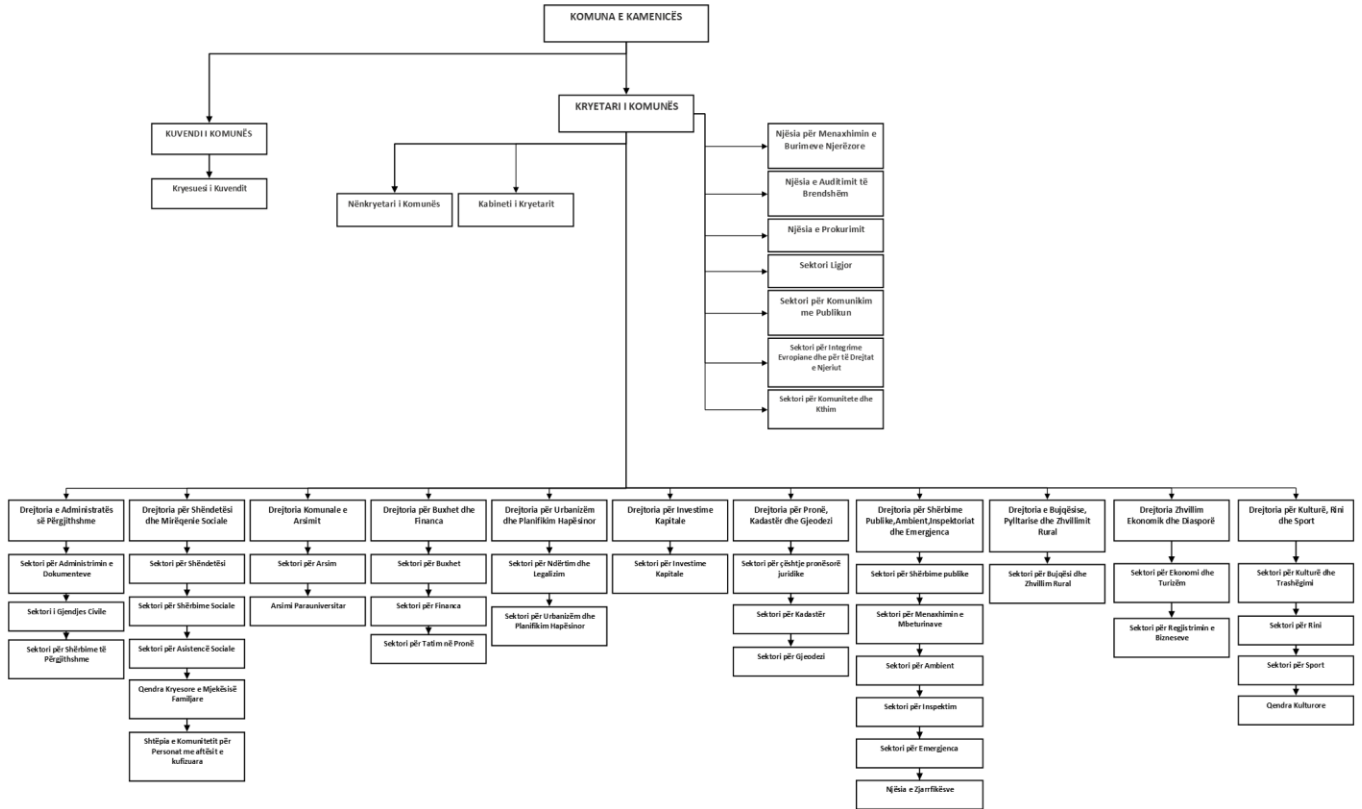 KOMUNA E KAMENICËS
KRYETARI I KOMUNËS
KUVENDI I KOMUNËS
Kryesuesi i Kuvendit
Nënkryetari i Komunës
Kabineti i Kryetarit
Njësia për Menaxhimin e
Burimeve Njerëzore
Njësia e Auditimit të
Brendshëm
Njësia e Prokurimit
Sektori Ligjor
Sektori për Komunikim
me Publikun
Sektori për Integrime
Evropiane dhe për të Drejtat
e Njeriut
Sektori për Komunitete dhe
Kthim
Drejtoria e Administratës
së Përgjithshme
Sektori për Administrimin e
Dokumenteve
Sektori i Gjendjes Civile
Sektori për Shërbime të
Përgjithshme
Drejtoria për Shëndetësi
dhe Mirëqenie Sociale
Sektori për Shëndetësi
Sektori për Shërbime Sociale
Sektori për Asistencë Sociale
Qendra Kryesore e Mjekësisë
Familjare
Shtëpia e Komunitetit për
Personat me aftësit e
kufizuara
Drejtoria Komunale e
Arsimit
Sektori për Arsim
Arsimi Parauniversitar
Drejtoria për Buxhet dhe
Financa
Sektori për Buxhet
Sektori për Financa
Sektori për Tatim në Pronë
Drejtoria për Urbanizëm
dhe Planifikim Hapësinor
Sektori për Ndërtim dhe
Legalizim
Sektori për Urbanizëm dhe
Planifikim Hapësinor
Drejtoria për Investime
Kapitale
Sektori për Investime
Kapitale
Drejtoria për Pronë,
Kadastër dhe Gjeodezi
Sektori për çështje pronësorë
juridike
Sektori për Kadastër
Sektori për Gjeodezi
Drejtoria për Shërbime
Publike,Ambient,Inspektoriat
dhe Emergjenca
Sektori për Shërbime publike
Sektori për Menaxhimin e
Mbeturinave
Sektori për Ambient
Sektori për Inspektim
Sektori për Emergjenca
Njësia e Zjarrfikësve
Drejtoria e Bujqësise,
Pylltarise dhe Zhvillimit
Rural
Sektori për Bujqësi dhe
Zhvillim Rural
Drejtoria Zhvillim
Ekonomik dhe Diasporë
Sektori për Ekonomi dhe
Turizëm
Sektori për Regjistrimin e
Bizneseve
Drejtoria për Kulturë, Rini
dhe Sport
Sektori për Kulturë dhe
Trashëgimi
Sektori për Rini
Sektori për Sport
Qendra Kulturore